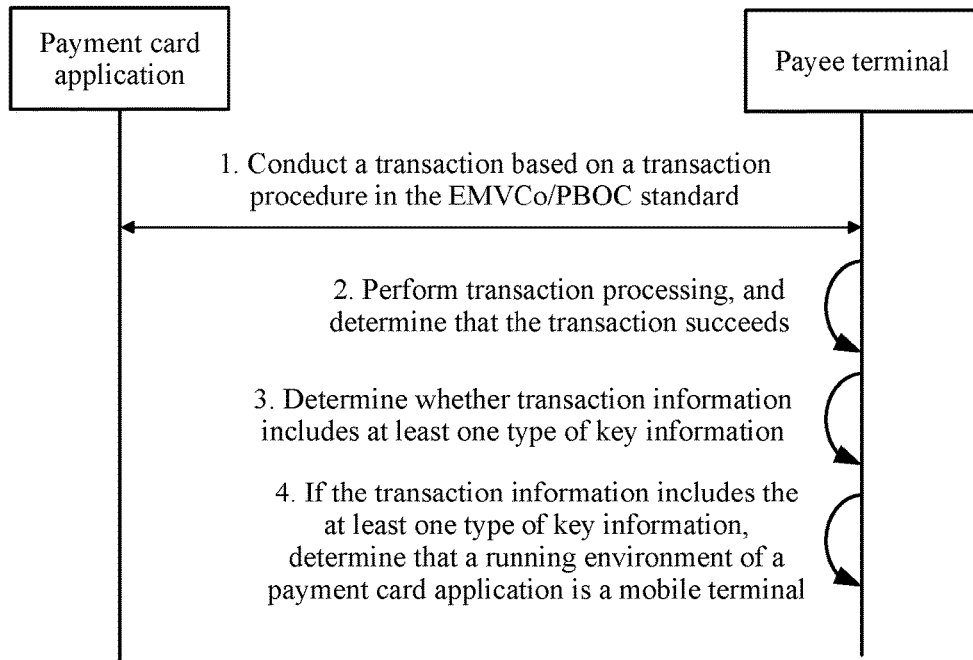 Payment card
application
Payee terminal
1. Conduct a transaction based on a transaction
procedure in the EMVCo/PBOC standard
2. Perform transaction processing, and
determine that the transaction succeeds
3. Determine whether transaction information
includes at least one type of key information
4. If the transaction information includes the
at least one type of key information,
determine that a running environment of a
payment card application is a mobile terminal